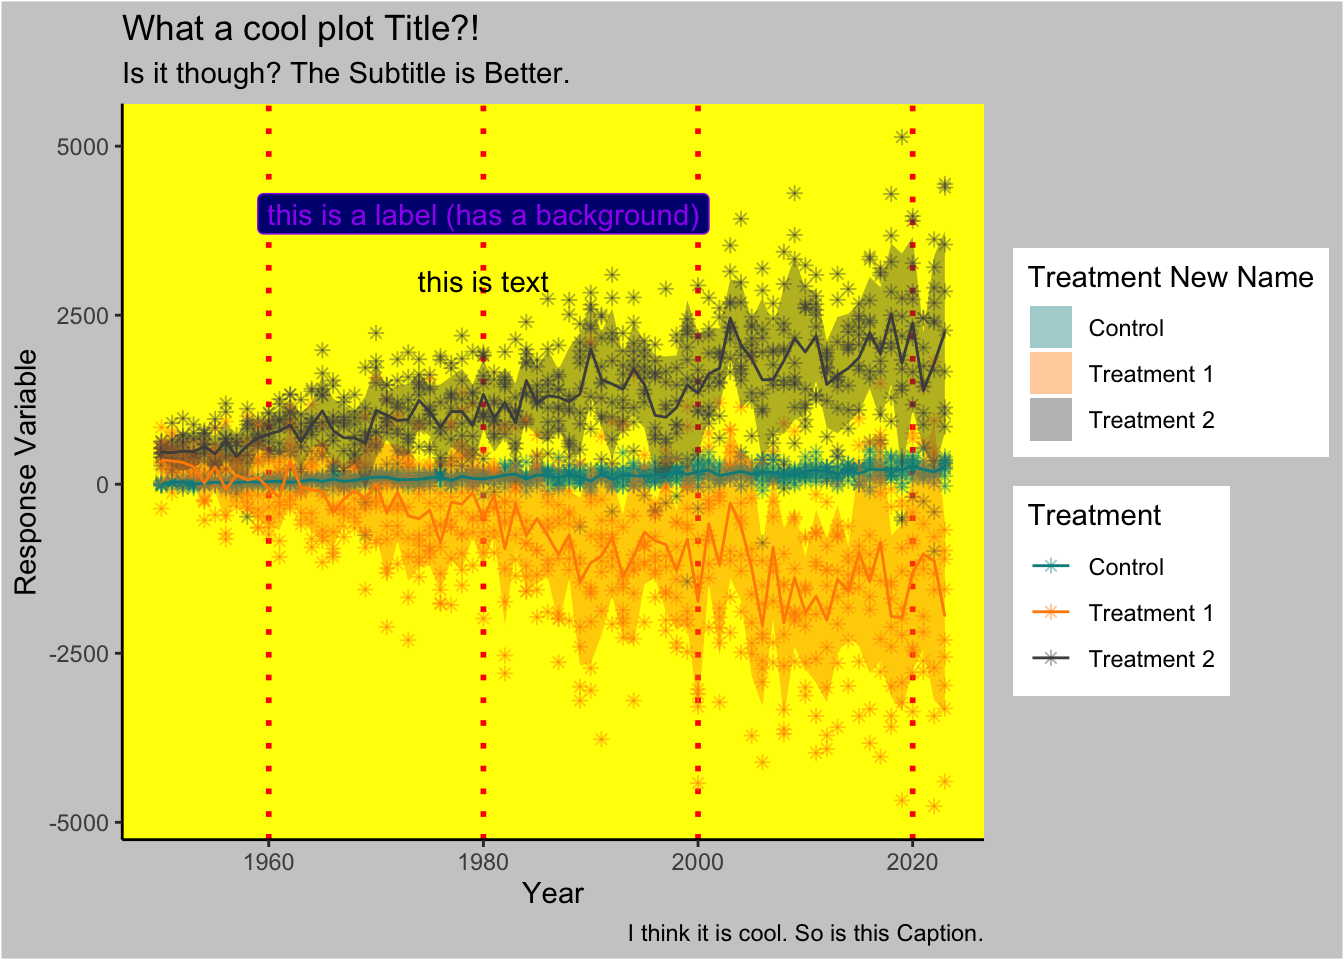 What a cool plot Title?!
Is it though? The Subtitle is Better.
Response Variable
5000
2500
0
-2500
-5000
this is a label (has a background)
this is text
1960
1980
2000
2020
Year
I think it is cool. So is this Caption.
Treatment New Name
Control
Treatment 1
Treatment 2
Treatment
Control
Treatment 1
Treatment 2